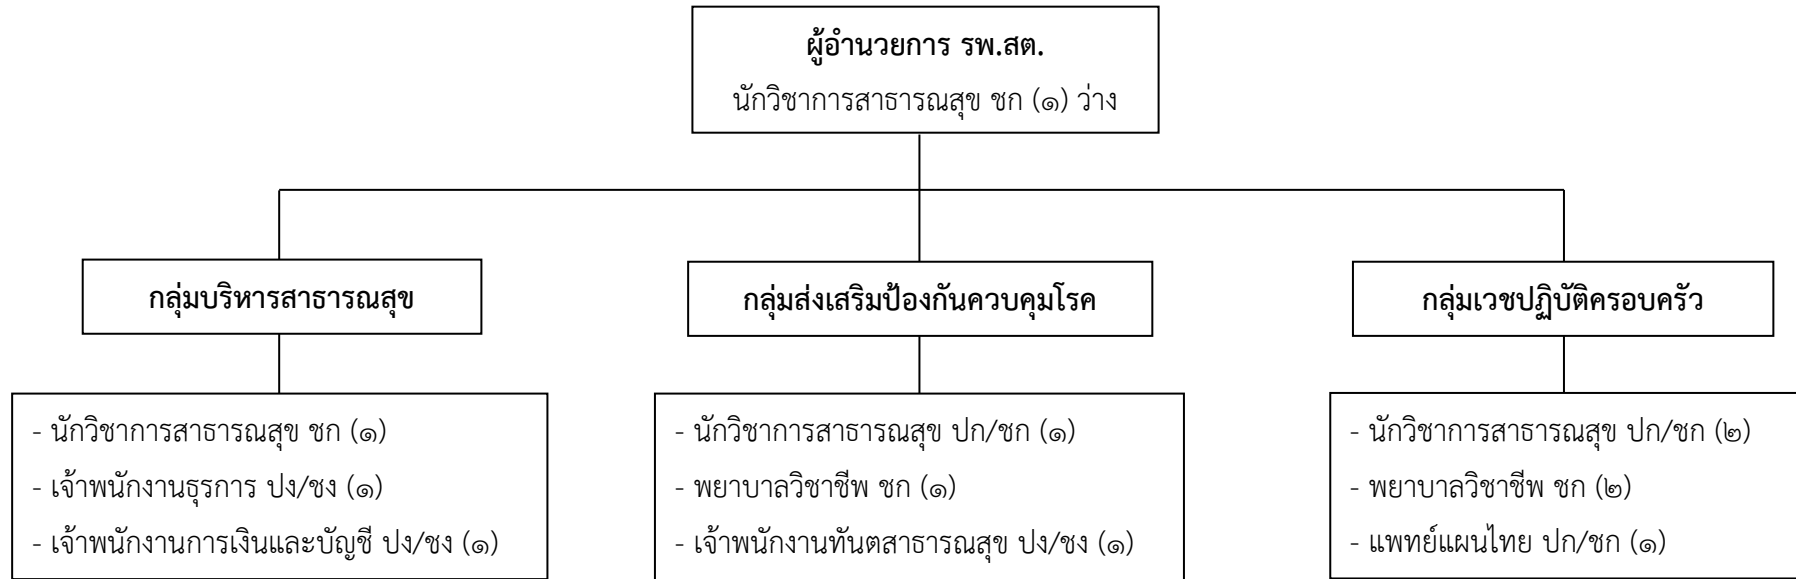 ผู้อำนวยการ รพ.สต.
นักวิชาการสาธารณสุข ชก (๑) ว่าง
กลุ่มบริหารสาธารณสุข
กลุ่มส่งเสริมป้องกันควบคุมโรค
กลุ่มเวชปฏิบัติครอบครัว
- นักวิชาการสาธารณสุข ชก (๑)
- เจ้าพนักงานธุรการ ปง/ชง (๑)
- เจ้าพนักงานการเงินและบัญชี ปง/ชง (๑)
- นักวิชาการสาธารณสุข ปก/ชก (๑)
- พยาบาลวิชาชีพ ชก (๑)
- เจ้าพนักงานทันตสาธารณสุข ปง/ชง (๑)
- นักวิชาการสาธารณสุข ปก/ชก (๒)
- พยาบาลวิชาชีพ ชก (๒)
- แพทย์แผนไทย ปก/ชก (๑)